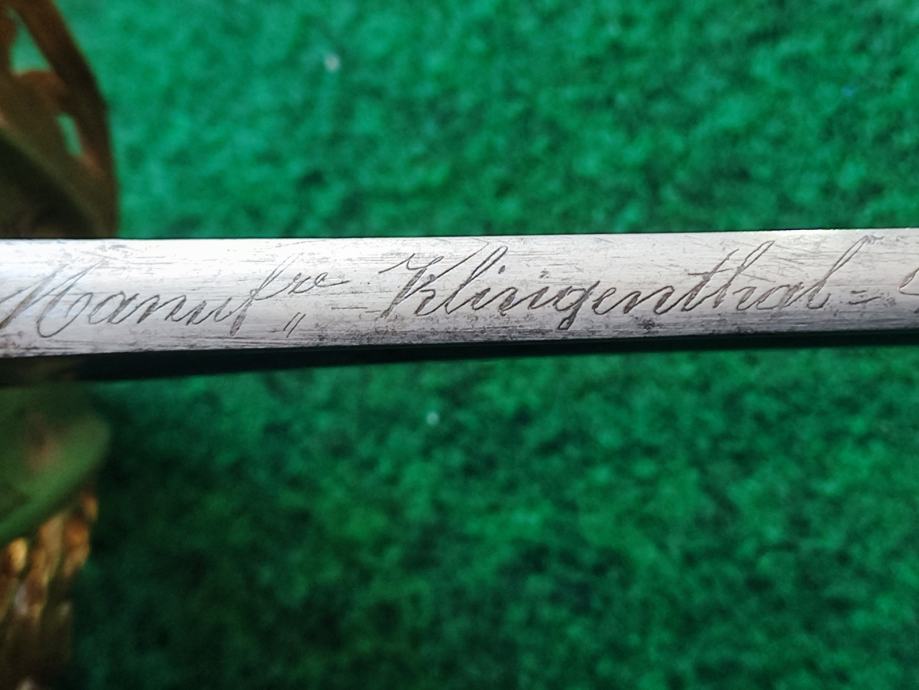 Manufre Klingenthal =